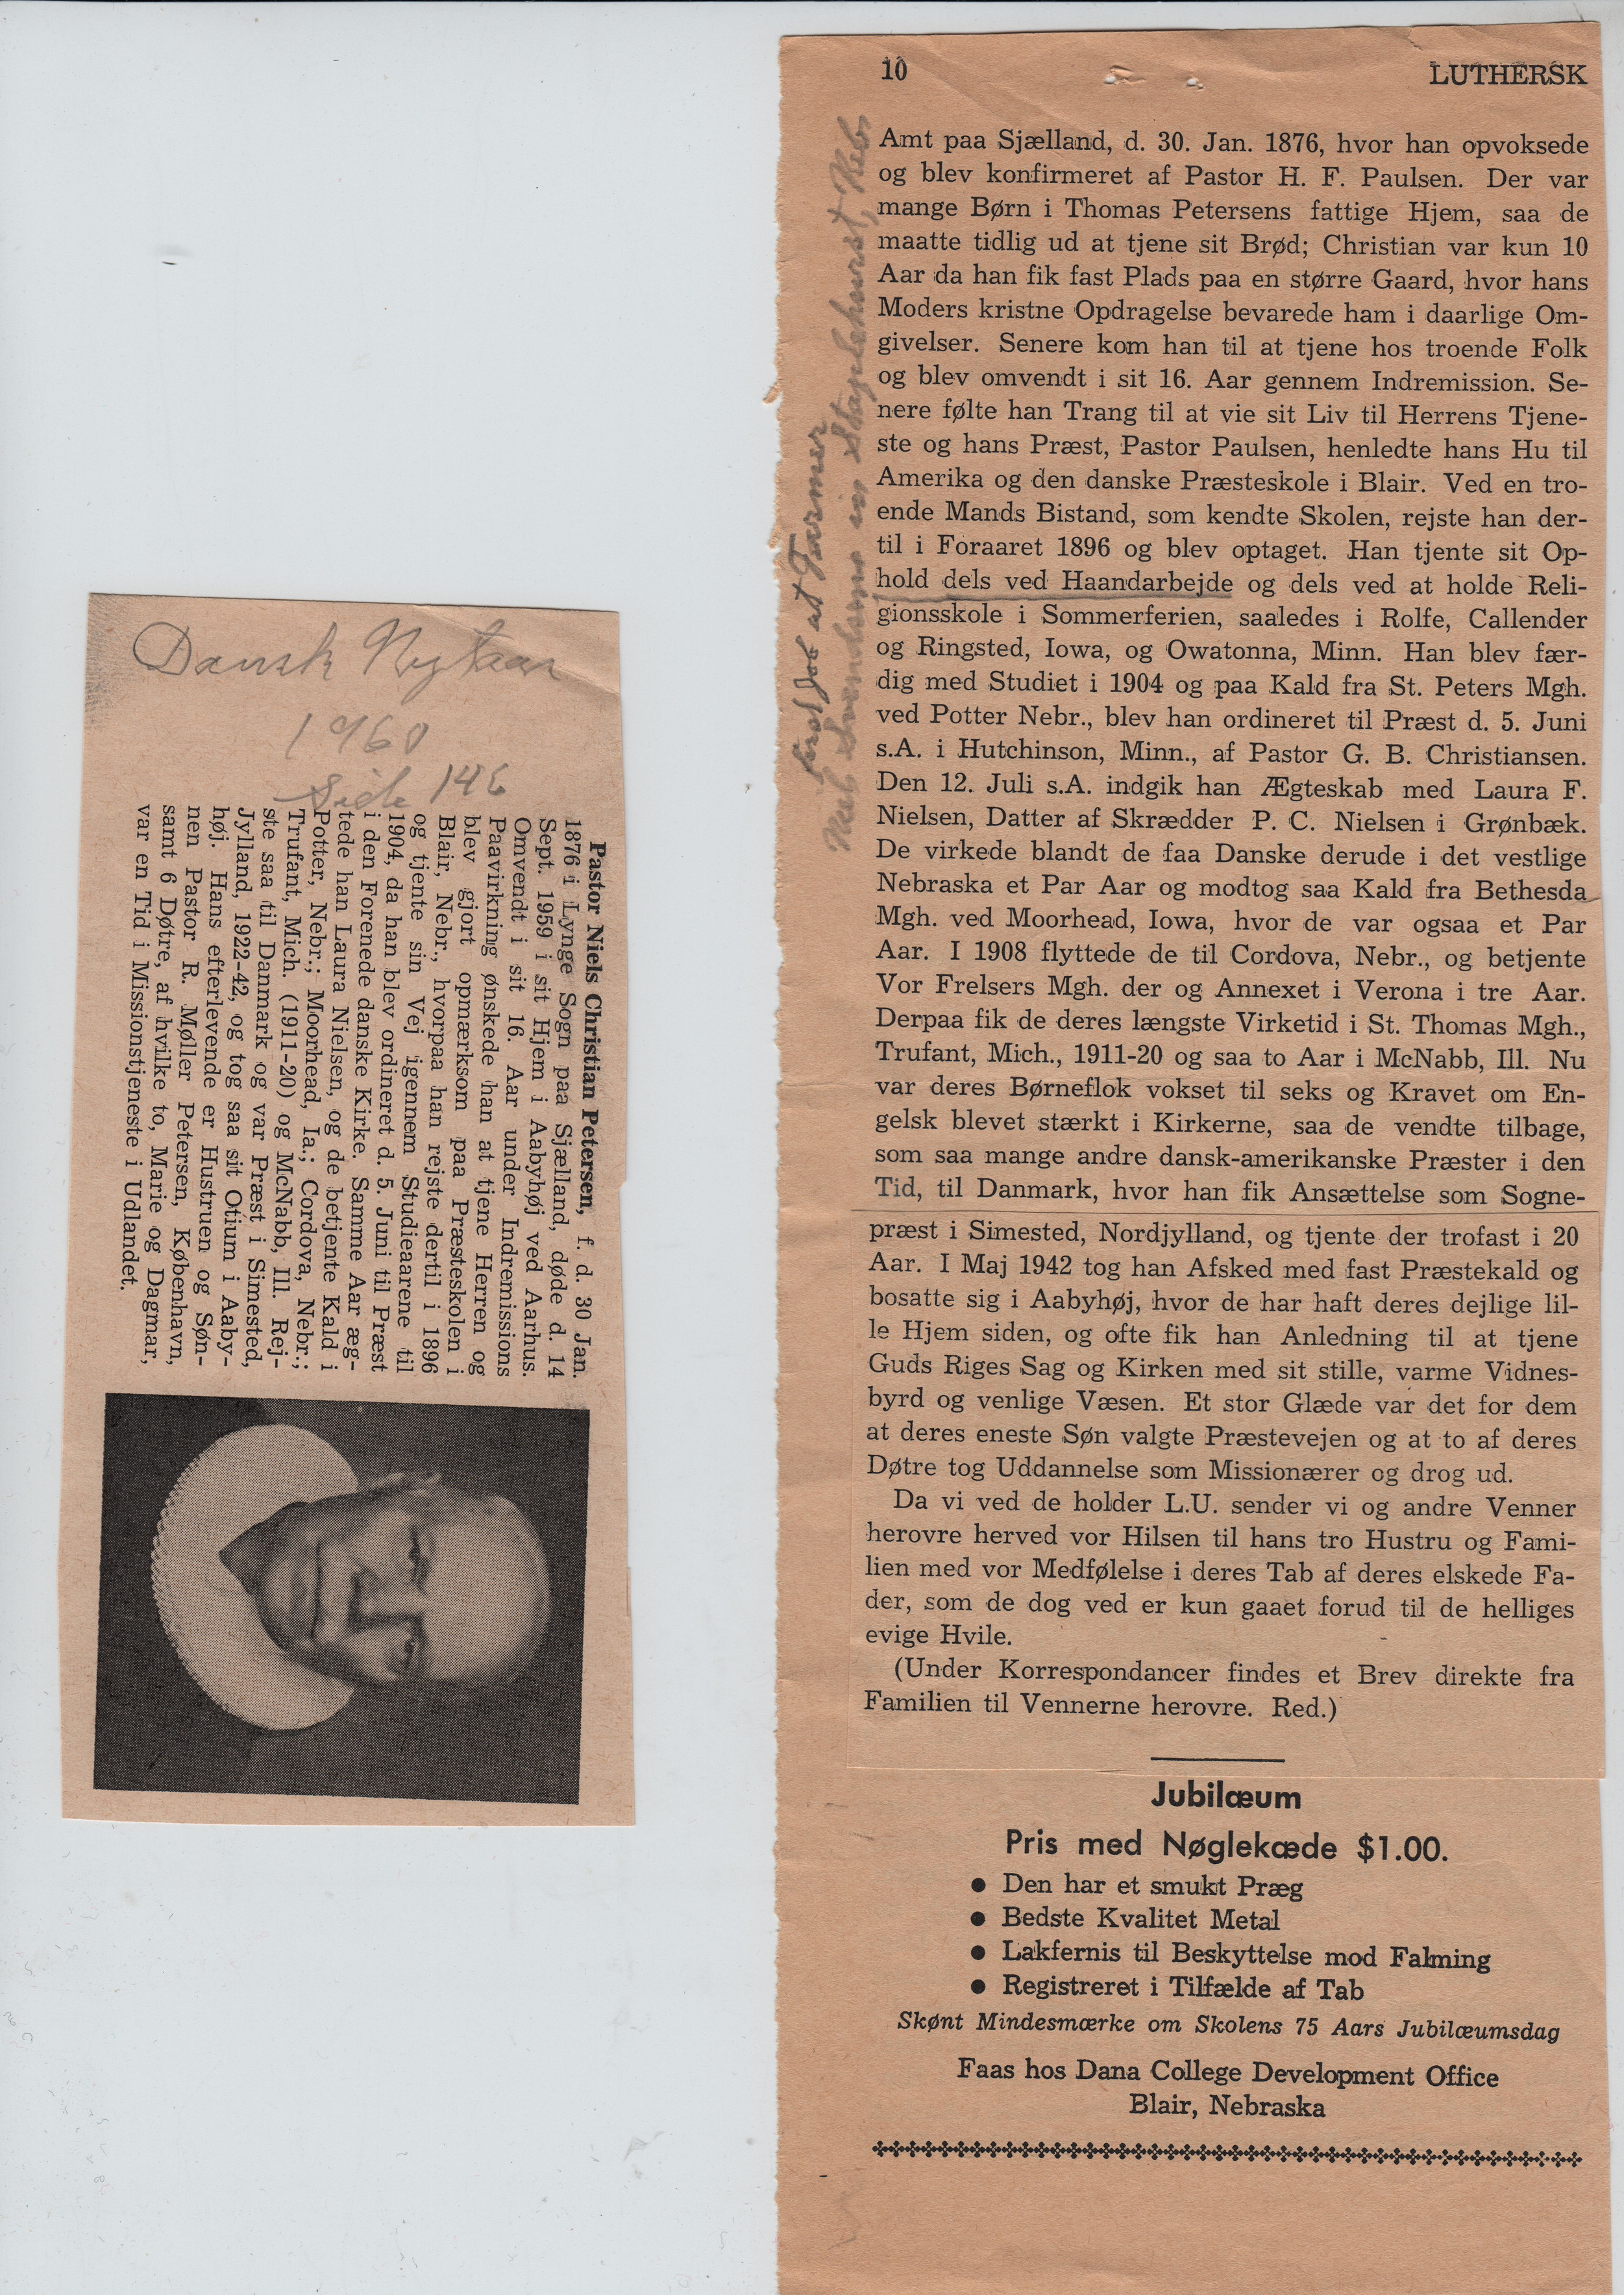 Dansk Nytaar
1960
Side 146
Pastor Niels Christian Petersen, f. d. 30 Jan.
1876 i Lynge Sogn paa Sjælland, døde d. 14
Sept. 1959 i sit Hjem i Aabyhøj ved Aarhus.
Omvendt i sit 16. Aar under Indremissions
Paavirkning ønskede han at tjene Herren og
blev gjort opmærksom paa Præsteskolen i
Blair, Nebr., hvorpaa han rejste dertil i 1896
og tjente sin Vej igennem Studieaarene til
1904, da han blev ordineret d. 5. Juni til Præst
i den Forenede danske Kirke. Samme Aar æg-
tede han Laura Nielsen, og de betjente Kald i
Potter, Nebr.; Moorhead, Ia.; Cordova, Nebr.;
Trufant, Mich. (1911-20) og McNabb, Ill. Rej-
ste saa til Danmark og var Præst i Simested,
Jylland, 1922-42, og tog saa sit Otium i Aaby-
høj. Hans efterlevende er Hustruen og Søn-
nen Pastor R. Møller Petersen, København,
samt 6 Døtre, af hvilke to, Marie og Dagmar,
var en Tid i Missionstjeneste i Udlandet.
10 LUTHERSK
first Job at Farmer
Svendsens in Staplehurst, Neb.
Amt paa Sjælland, d. 30. Jan. 1876, hvor han opvoksede
og blev konfirmeret af Pastor H. F. Paulsen. Der var
mange Børn i Thomas Petersens fattige Hjem, saa de
maatte tidlig ud at tjene sit Brød; Christian var kun 10
Aar da han fik fast Plads paa en større Gaard, hvor hans
Moders kristne Opdragelse bevarede ham i daarlige Om-
givelser. Senere kom han til at tjene hos troende Folk
og blev omvendt i sit 16. Aar gennem Indremission. Se-
nere følte han Trang til at vie sit Liv til Herrens Tjene-
ste og hans Præst, Pastor Paulsen, henledte hans Hu til
Amerika og den danske Præsteskole i Blair. Ved en tro-
ende Mands Bistand, som kendte Skolen, rejste han der-
til i Foraaret 1896 og blev optaget. Han tjente sit Op-
hold dels ved Haandarbejde og dels ved at holde Reli-
gionsskole i Sommerferien, saaledes i Rolfe, Callender
og Ringsted, Iowa, og Owatonna, Minn. Han blev fær-
dig med Studiet i 1904 og paa Kald fra St. Peters Mgh.
ved Potter Nebr., blev han ordineret til Præst d. 5. Juni
s.A. i Hutchinson, Minn., af Pastor G. B. Christiansen.
Den 12. Juli s.A. indgik han Ægteskab med Laura F.
Nielsen, Datter af Skrædder P. C. Nielsen i Grønbæk.
De virkede blandt de faa Danske derude i det vestlige
Nebraska et Par Aar og modtog saa Kald fra Bethesda
Mgh. ved Moorhead, Iowa, hvor de var ogsaa et Par
Aar. I 1908 flyttede de til Cordova, Nebr., og betjente
Vor Frelsers Mgh. der og Annexet i Verona i tre Aar.
Derpaa fik de deres længste Virketid i St. Thomas Mgh.,
Trufant, Mich., 1911-20 og saa to Aar i McNabb, Ill. Nu
var deres Børneflok vokset til seks og Kravet om En-
gelsk blevet stærkt i Kirkerne, saa de vendte tilbage,
som saa mange andre dansk-amerikanske Præster i den
Tid, til Danmark, hvor han fik Ansættelse som Sogne-
præst i Simested, Nordjylland, og tjente der trofast i 20
Aar. I Maj 1942 tog han Afsked med fast Præstekald og
bosatte sig i Aabyhøj, hvor de har haft deres dejlige lil-
le Hjem siden, og ofte fik han Anledning til at tjene
Guds Riges Sag og Kirken med sit stille, varme Vidnes-
byrd og venlige Væsen. Et stor Glæde var det for dem
at deres eneste Søn valgte Præstevejen og at to af deres
Døtre tog Uddannelse som Missionærer og drog ud.
Da vi ved de holder L.U. sender vi og andre Venner
herovre herved vor Hilsen til hans tro Hustru og Fami-
lien med vor Medfølelse i deres Tab af deres elskede Fa-
der, som de dog ved er kun gaaet forud til de helliges
evige Hvile.
(Under Korrespondancer findes et Brev direkte fra
Familien til Vennerne herovre. Red.)
Jubilæum
Pris med Nøglekæde $1.00.
● Den har et smukt Præg
● Bedste Kvalitet Metal
● Lakfernis til Beskyttelse mod Falming
● Registreret i Tilfælde af Tab
Skønt Mindesmærke om Skolens 75 Aars Jubilæumsdag
Faas hos Dana College Development Office
Blair, Nebraska